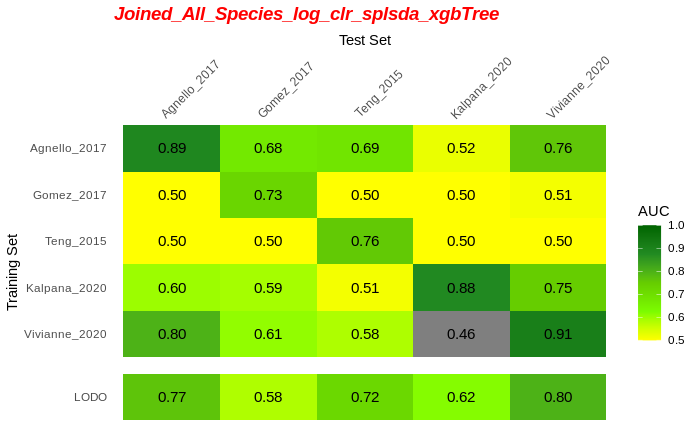 Joined_All_Species_log_clr_splsda_xgbTree
Test Set
Agnello_2017 Gomez_2017 Teng_2015 Kalpana_2020 Vivianne_2020
Training Set
Agnello_2017 0.89 0.68 0.69 0.52 0.76
Gomez_2017 0.50 0.73 0.50 0.50 0.51
Teng_2015 0.50 0.50 0.76 0.50 0.50
Kalpana_2020 0.60 0.59 0.51 0.88 0.75
Vivianne_2020 0.80 0.61 0.58 0.46 0.91
LODO 0.77 0.58 0.72 0.62 0.80
AUC
1.0
0.9
0.8
0.7
0.6
0.5